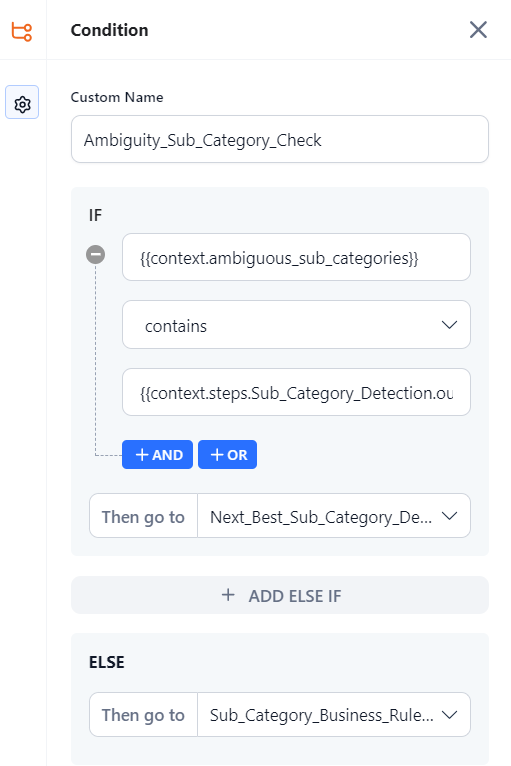 Condition
Custom Name
Ambiguity_Sub_Category_Check
IF
{{context.ambiguous_sub_categories}}
contains
{{context.steps.Sub_Category_Detection.ou
+ AND + OR
Then go to Next_Best_Sub_Category_De...
+ ADD ELSE IF
ELSE
Then go to Sub_Category_Business_Rule...